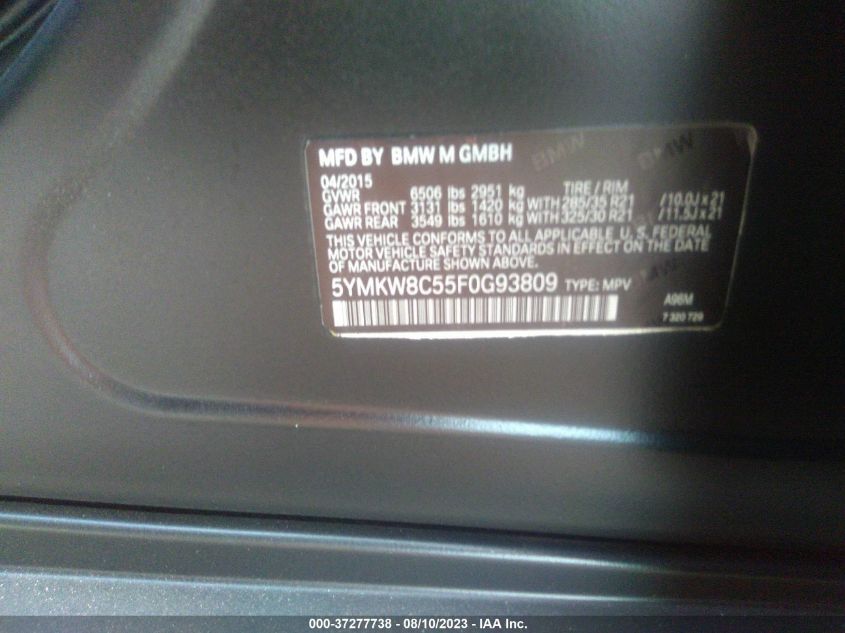 MFD BY BMW M GMBH
04/2015
GVWR 6506 lbs 2951 kg TIRE / RIM
GAWR FRONT 3131 lbs 1420 kg WITH 285/35 R21 /10.0J x 21
GAWR REAR 3549 lbs 1610 kg WITH 325/30 R21 /11.5J x 21
THIS VEHICLE CONFORMS TO ALL APPLICABLE U. S. FEDERAL
MOTOR VEHICLE SAFETY STANDARDS IN EFFECT ON THE DATE
OF MANUFACTURE SHOWN ABOVE.
5YMKW8C55F0G93809 TYPE: MPV
A96M
7 320 729
BMW
BMW
000-37277738 - 08/10/2023 - IAA Inc.